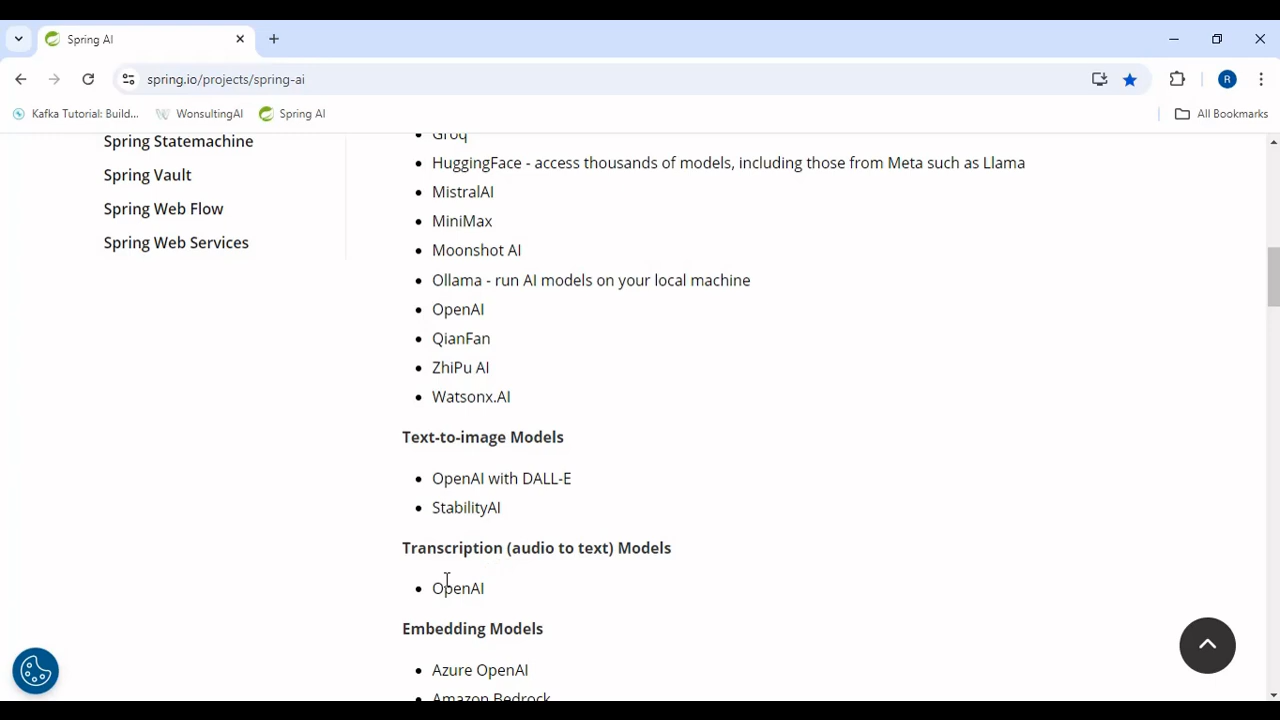 Spring AI
spring.io/projects/spring-ai
R
Kafka Tutorial: Build...
WonsultingAI
Spring AI
All Bookmarks
Spring Statemachine
Spring Vault
Spring Web Flow
Spring Web Services
Groq
HuggingFace - access thousands of models, including those from Meta such as Llama
MistralAI
MiniMax
Moonshot AI
Ollama - run AI models on your local machine
OpenAI
QianFan
ZhiPu AI
Watsonx.AI
Text-to-image Models
OpenAI with DALL-E
StabilityAI
Transcription (audio to text) Models
OpenAI
Embedding Models
Azure OpenAI
Amazon Bedrock